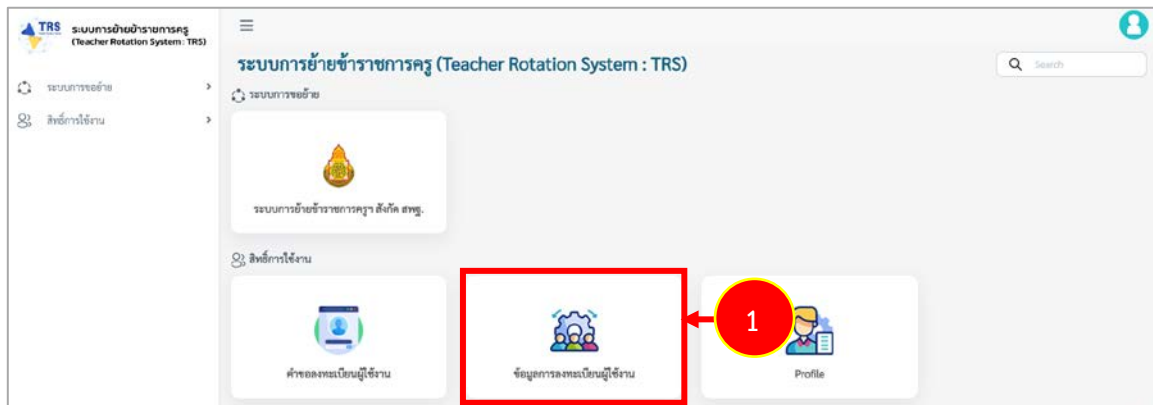 TRS ระบบการย้ายข้าราชการครู
(Teacher Rotation System : TRS)
ระบบการขอย้าย
สิทธิ์การใช้งาน
ระบบการย้ายข้าราชการครู (Teacher Rotation System : TRS)
Search
ระบบการขอย้าย
ระบบการย้ายข้าราชการครูฯ สังกัด สพฐ.
สิทธิ์การใช้งาน
คำขอลงทะเบียนผู้ใช้งาน
ข้อมูลการลงทะเบียนผู้ใช้งาน
1
Profile